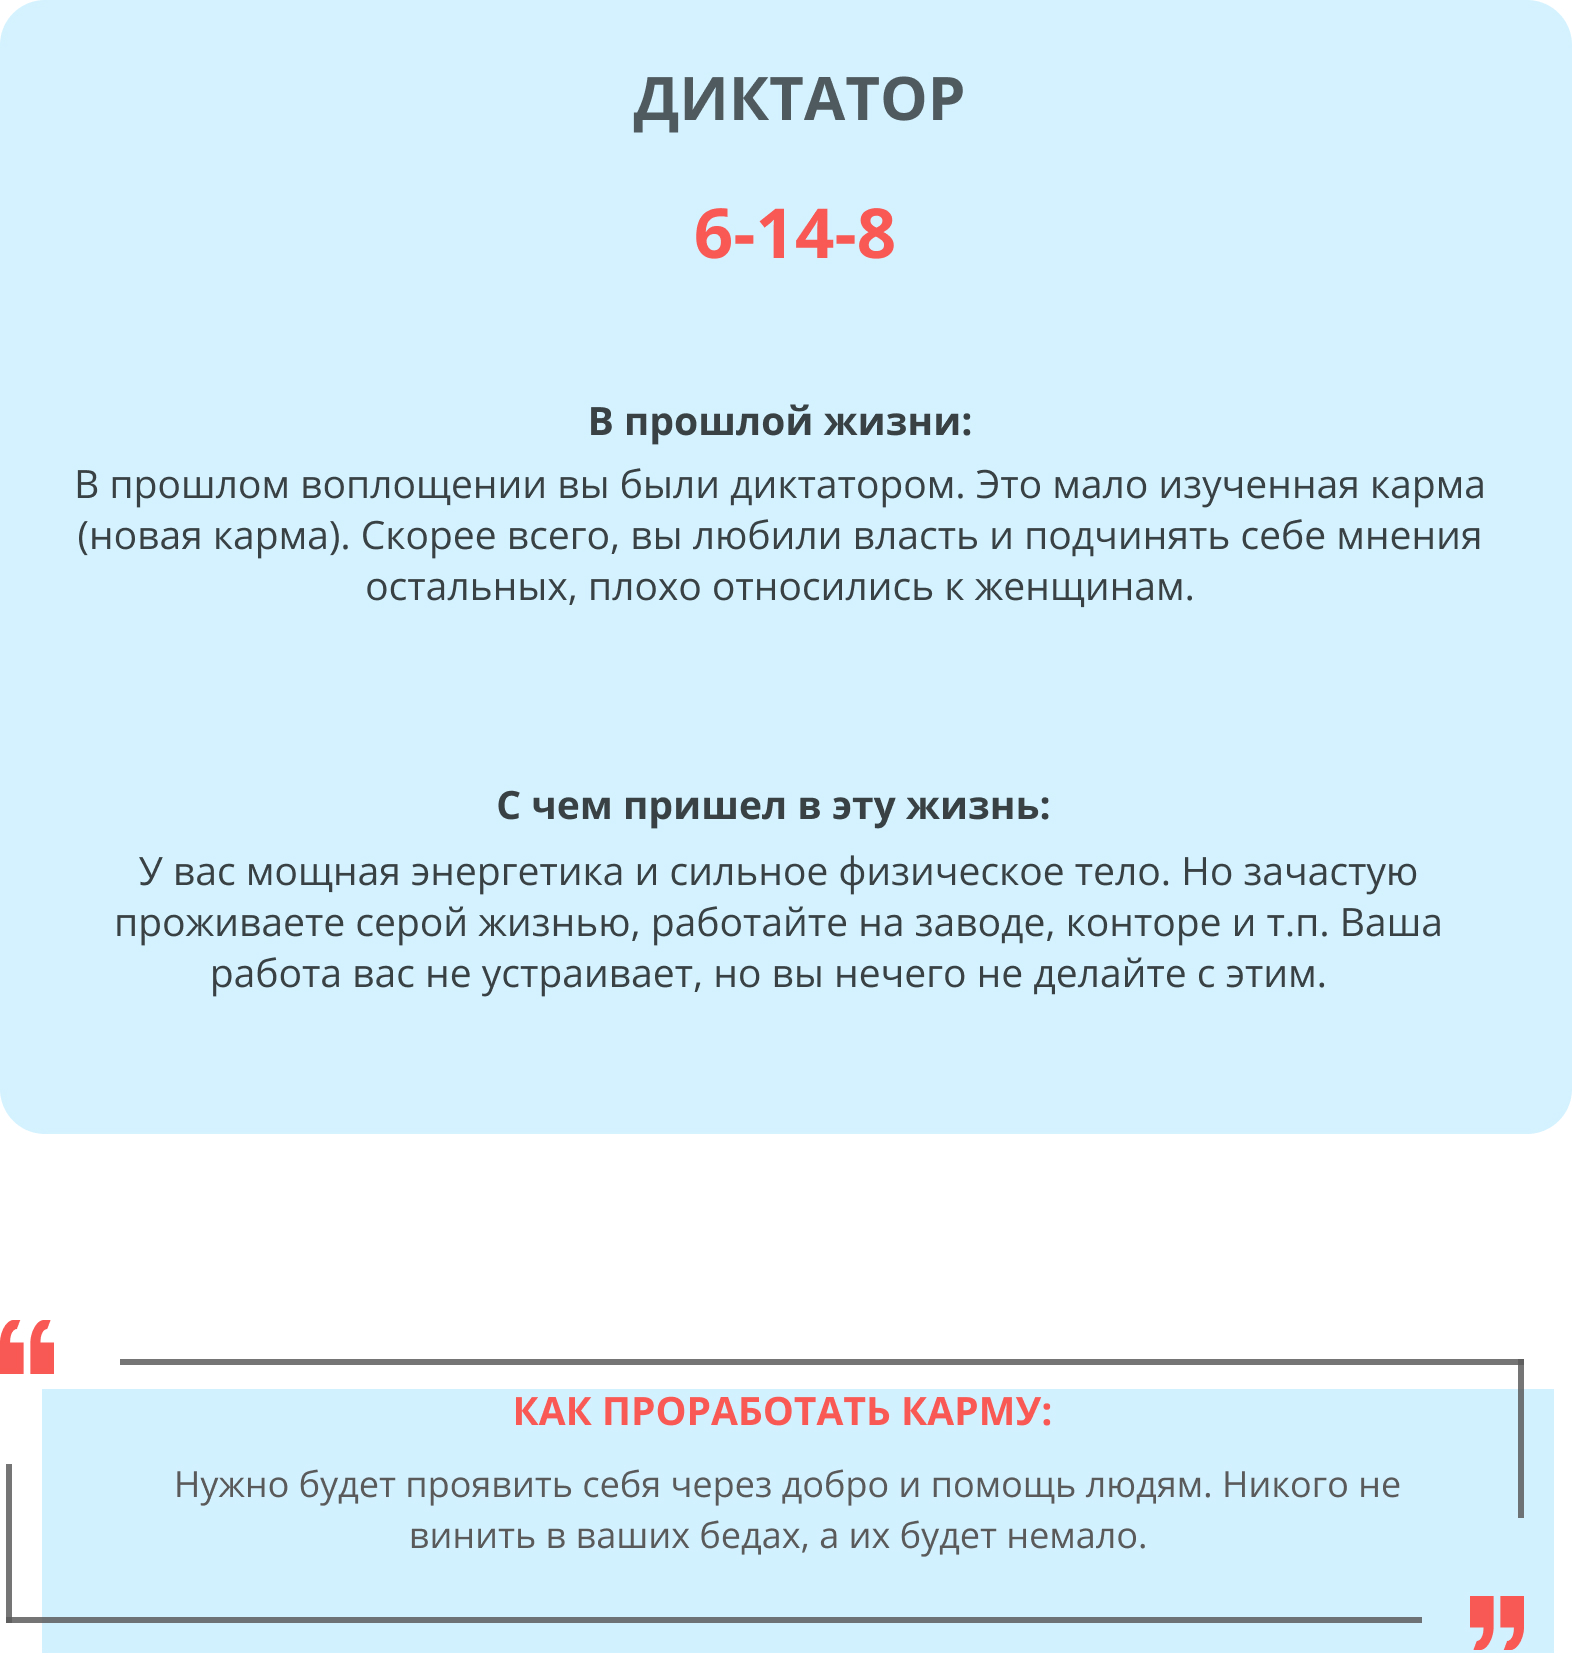 ДИКТАТОР
6-14-8
В прошлой жизни:
В прошлом воплощении вы были диктатором. Это мало изученная карма
(новая карма). Скорее всего, вы любили власть и подчинять себе мнения
остальных, плохо относились к женщинам.
С чем пришел в эту жизнь:
У вас мощная энергетика и сильное физическое тело. Но зачастую
проживаете серой жизнью, работайте на заводе, конторе и т.п. Ваша
работа вас не устраивает, но вы нечего не делайте с этим.
КАК ПРОРАБОТАТЬ КАРМУ:
Нужно будет проявить себя через добро и помощь людям. Никого не
винить в ваших бедах, а их будет немало.